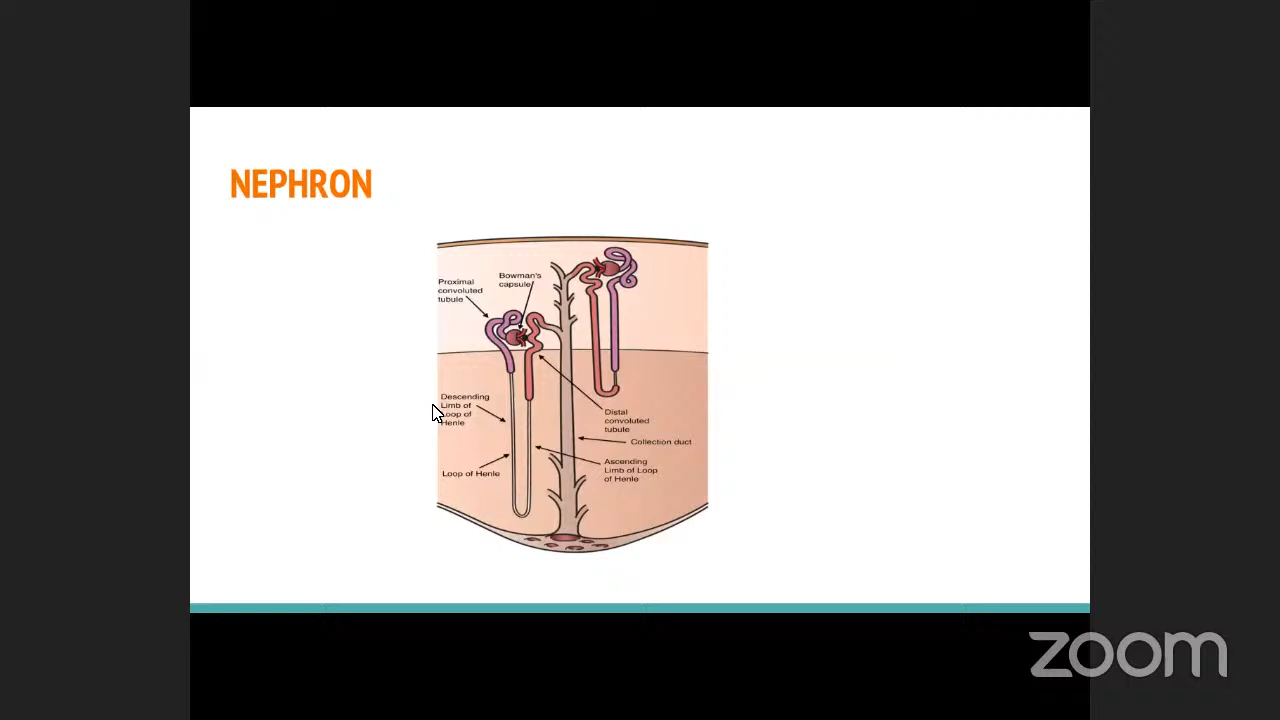 NEPHRON
Proximal
convoluted
tubule
Bowman's
capsule
Descending
Limb of
Loop of
Henle
Loop of Henle
Distal
convoluted
tubule
Collection duct
Ascending
Limb of Loop
of Henle
zoom